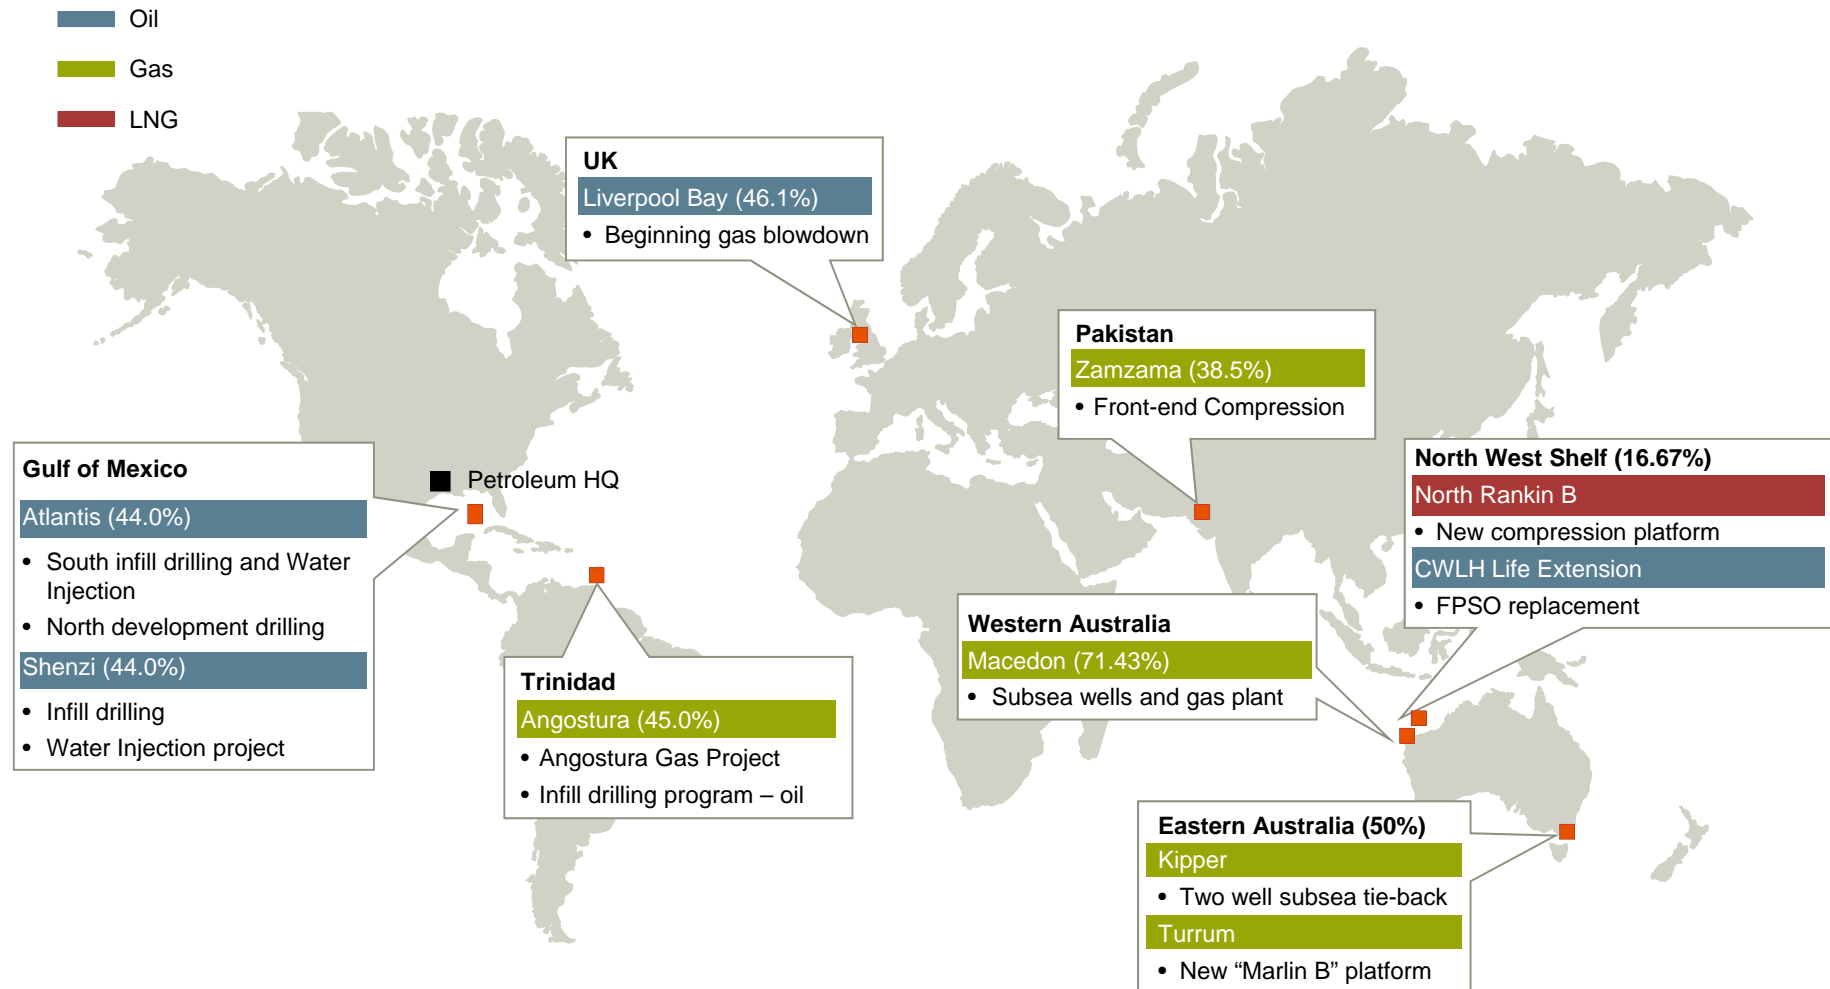 Oil
Gas
LNG
UK
Liverpool Bay (46.1%)
• Beginning gas blowdown
Pakistan
Zamzama (38.5%)
• Front-end Compression
Gulf of Mexico
Atlantis (44.0%)
• South infill drilling and Water
Injection
• North development drilling
Shenzi (44.0%)
• Infill drilling
• Water Injection project
Petroleum HQ
North West Shelf (16.67%)
North Rankin B
• New compression platform
CWLH Life Extension
• FPSO replacement
Western Australia
Macedon (71.43%)
• Subsea wells and gas plant
Trinidad
Angostura (45.0%)
• Angostura Gas Project
• Infill drilling program – oil
Eastern Australia (50%)
Kipper
• Two well subsea tie-back
Turrum
• New “Marlin B” platform